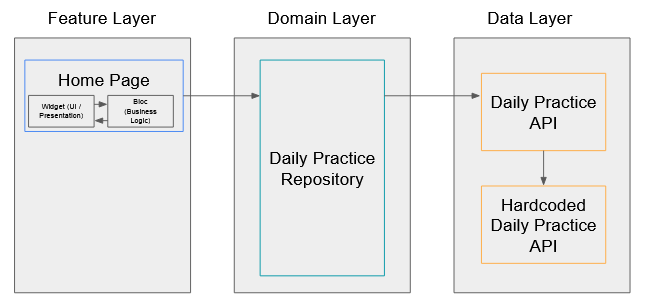 Feature Layer
Domain Layer
Data Layer
Home Page
Widget (UI /
Presentation)
Bloc
(Business
Logic)
Daily Practice
Repository
Daily Practice
API
Hardcoded
Daily Practice
API